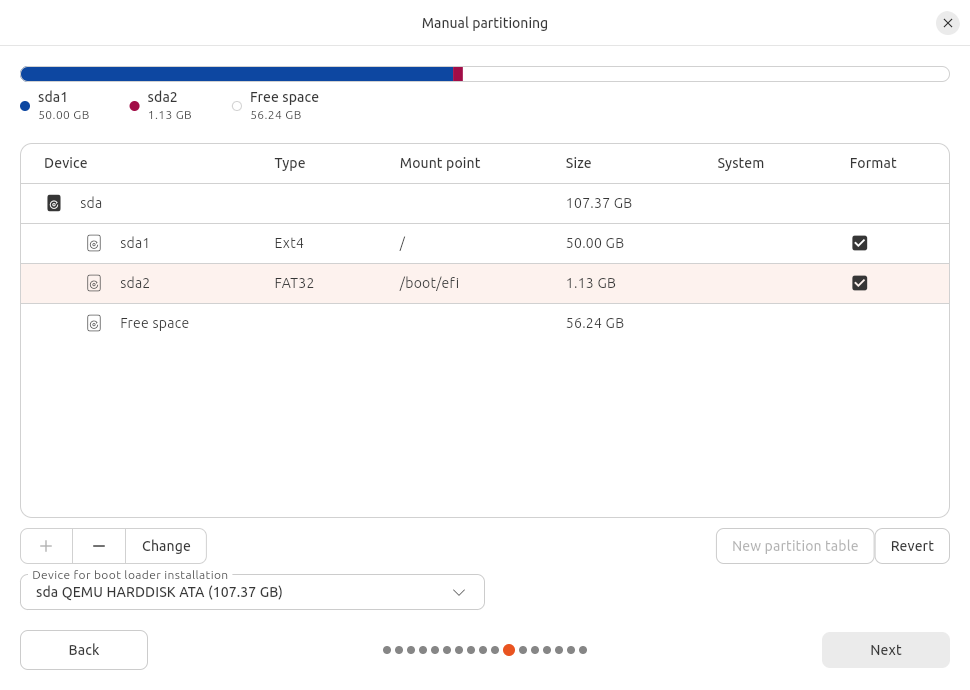 Manual partitioning
sda1
50.00 GB
sda2
1.13 GB
Free space
56.24 GB
Device Type Mount point Size System Format
sda 107.37 GB
sda1 Ext4 / 50.00 GB
sda2 FAT32 /boot/efi 1.13 GB
Free space 56.24 GB
Change New partition table Revert
Device for boot loader installation
sda QEMU HARDDISK ATA (107.37 GB)
Back Next